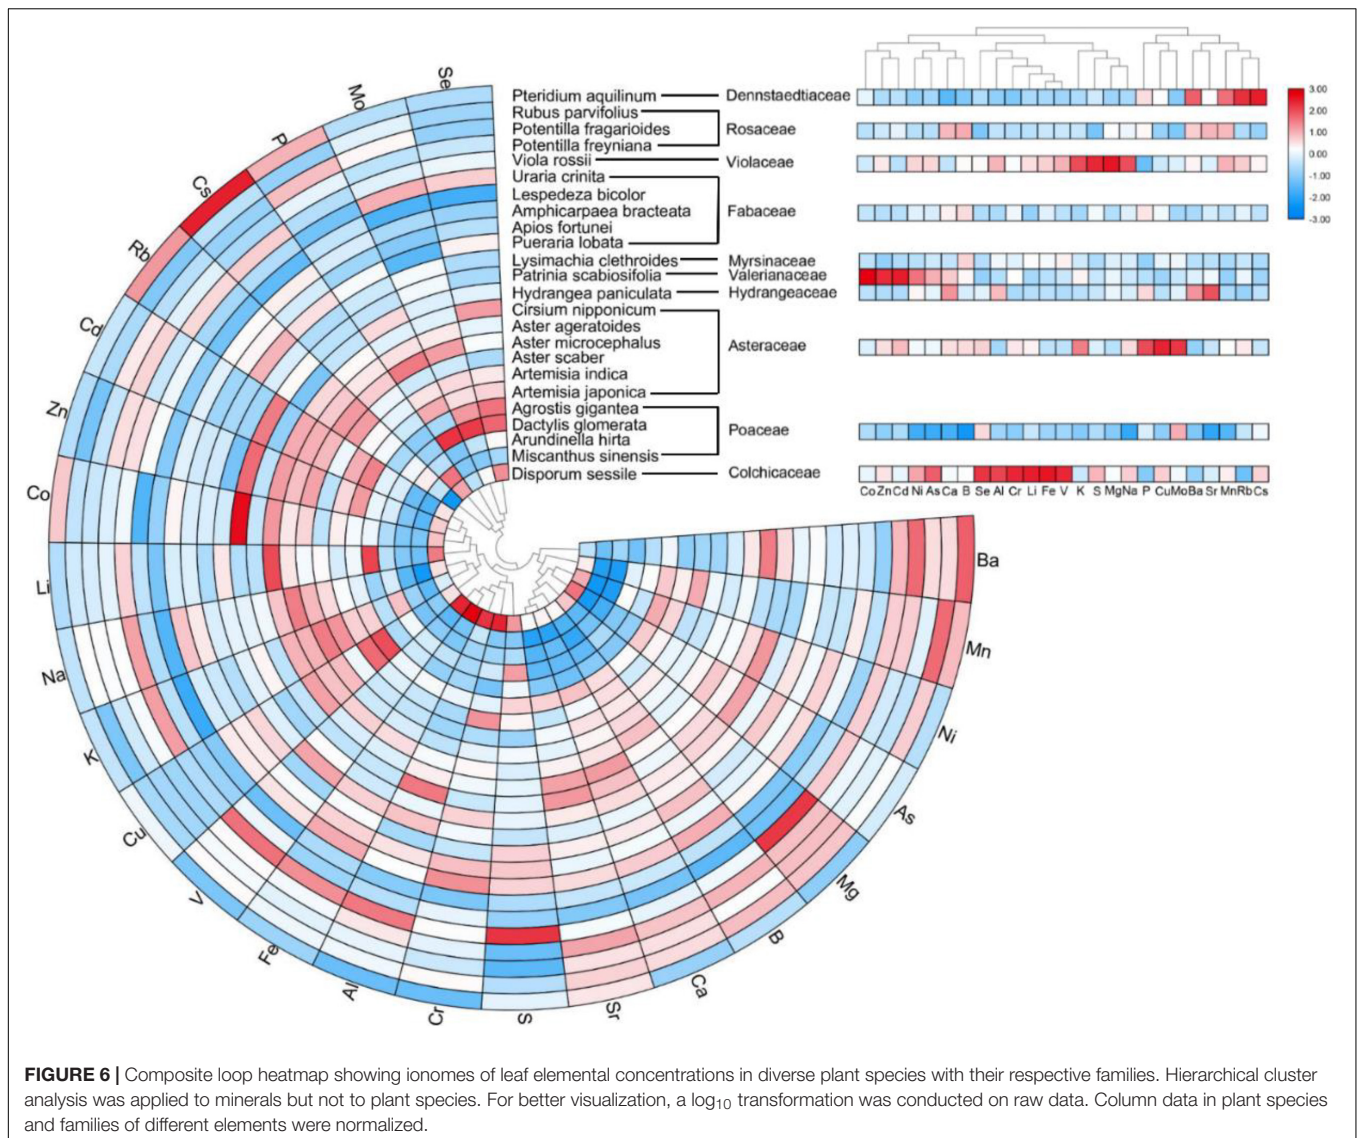 Se
Mo
P
Cs
Rb
Cd
Zn
Co
Li
Na
K
Cu
V
Fe
Al
Cr
S
Sr
Ca
B
Mg
As
Ni
Mn
Ba
Pteridium aquilinum Dennstaedtiaceae
Rubus parvifolius
Potentilla fragarioides Rosaceae
Potentilla freyniana
Viola rossii Violaceae
Uraria crinita
Lespedeza bicolor
Amphicarpaea bracteata Fabaceae
Apios fortunei
Pueraria lobata
Lysimachia clethroides Myrsinaceae
Patrinia scabiosifolia Valerianaceae
Hydrangea paniculata Hydrangeaceae
Cirsium nipponicum
Aster ageratoides
Aster microcephalus Asteraceae
Aster scaber
Artemisia indica
Artemisia japonica
Agrostis gigantea
Dactylis glomerata Poaceae
Arundinella hirta
Miscanthus sinensis
Disporum sessile Colchicaceae
Co Zn Cd Ni As Ca B Se Al Cr Li Fe V K S Mg Na P Cu Mo Ba Sr Mn Rb Cs
3.00
2.00
1.00
0.00
-1.00
-2.00
-3.00
FIGURE 6 | Composite loop heatmap showing ionomes of leaf elemental concentrations in diverse plant species with their respective families. Hierarchical cluster
analysis was applied to minerals but not to plant species. For better visualization, a log10 transformation was conducted on raw data. Column data in plant species
and families of different elements were normalized.